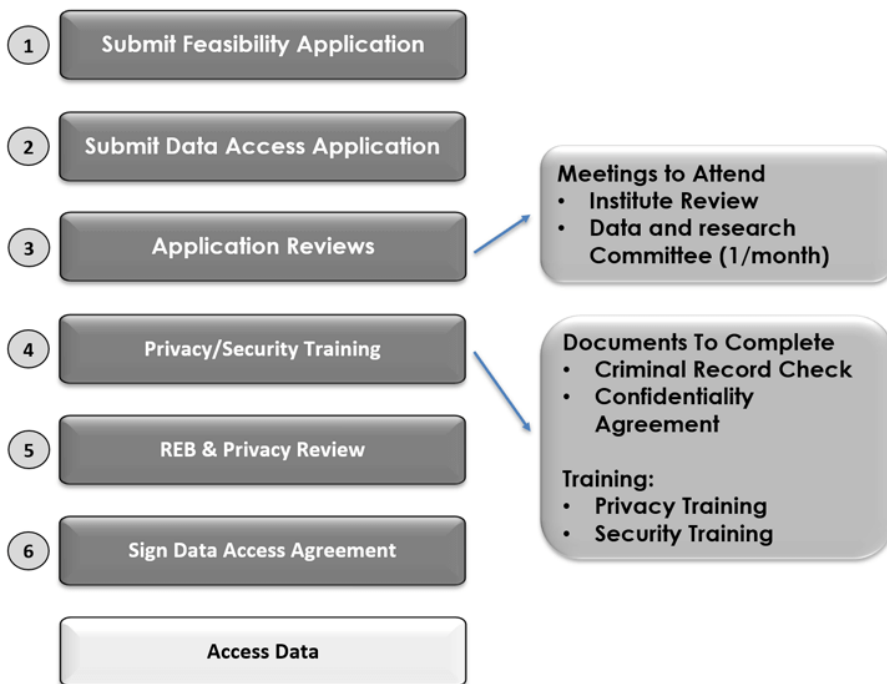 1
Submit Feasibility Application
2
Submit Data Access Application
3
Application Reviews
Meetings to Attend
• Institute Review
• Data and research
Committee (1/month)
4
Privacy/Security Training
Documents To Complete
• Criminal Record Check
• Confidentiality
Agreement
Training:
• Privacy Training
• Security Training
5
REB & Privacy Review
6
Sign Data Access Agreement
Access Data